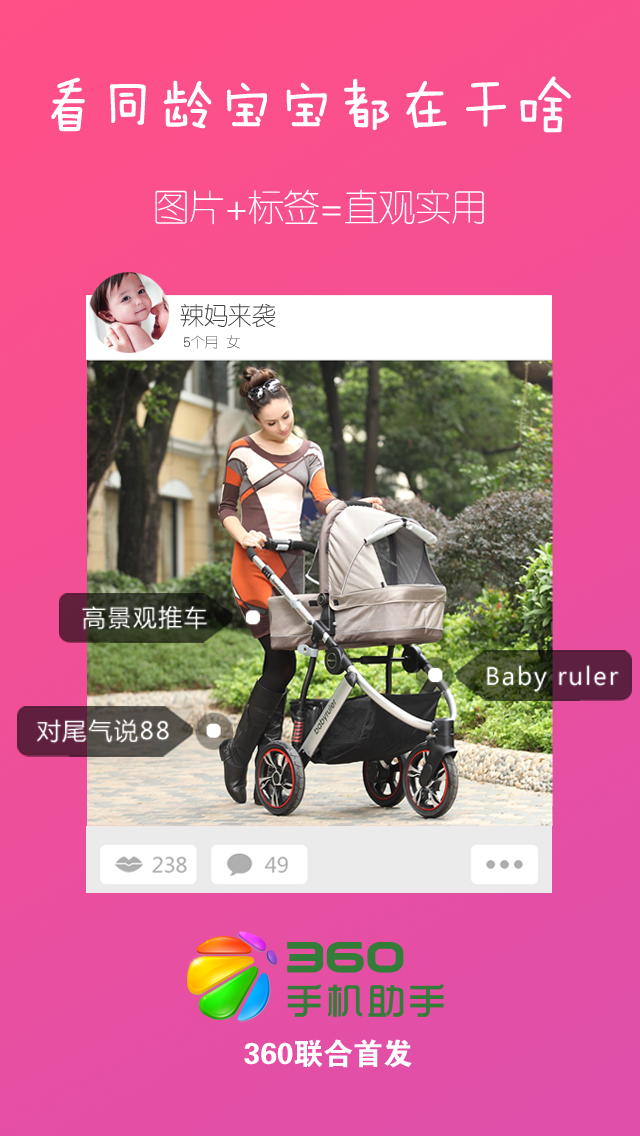 看同龄宝宝都在干啥
图片+标签=直观实用
辣妈来袭
5个月 女
高景观推车
Baby ruler
对尾气说88
babyruler
238
49
360
手机助手
360联合首发